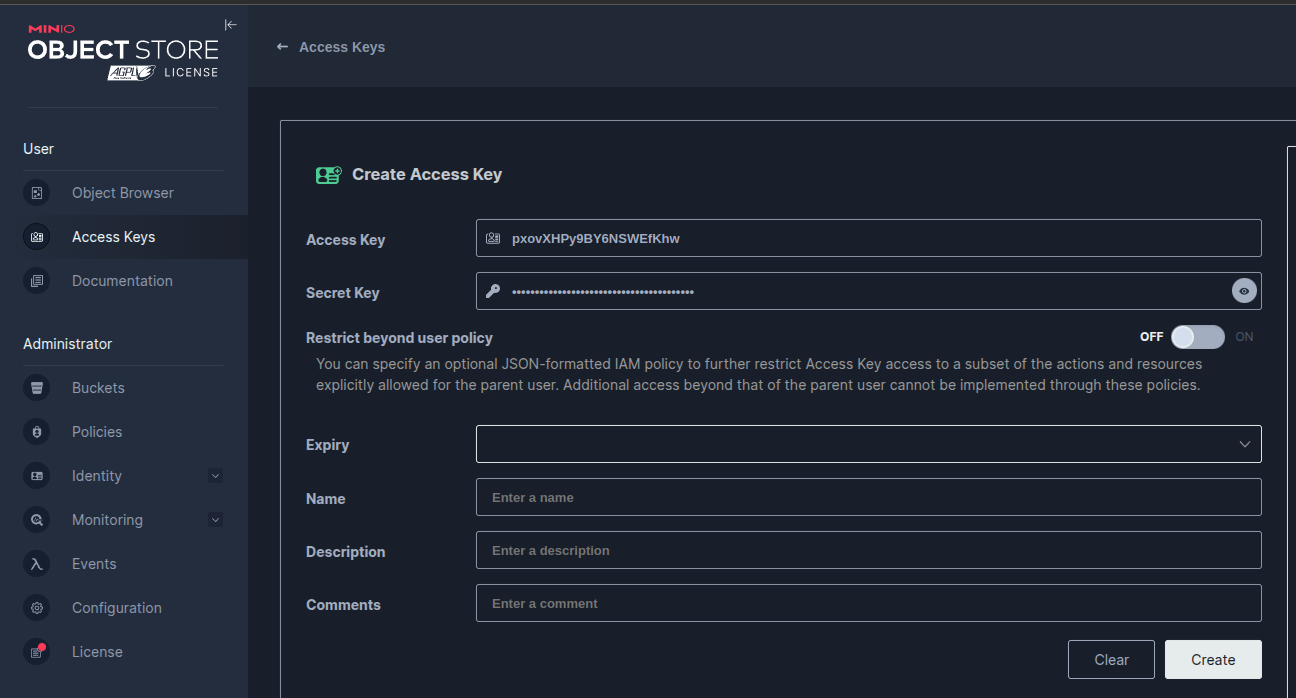 MINIO
OBJECT STORE
AGPL LICENSE
User
Object Browser
Access Keys
Documentation
Administrator
Buckets
Policies
Identity
Monitoring
Events
Configuration
License
Access Keys
Create Access Key
Access Key
pxovXHPy9BY6NSWEfKhw
Secret Key
••••••••••••••••••••••••••••••••••••••••
Restrict beyond user policy
OFF
ON
You can specify an optional JSON-formatted IAM policy to further restrict Access Key access to a subset of the actions and resources
explicitly allowed for the parent user. Additional access beyond that of the parent user cannot be implemented through these policies.
Expiry
Name
Enter a name
Description
Enter a description
Comments
Enter a comment
Clear
Create